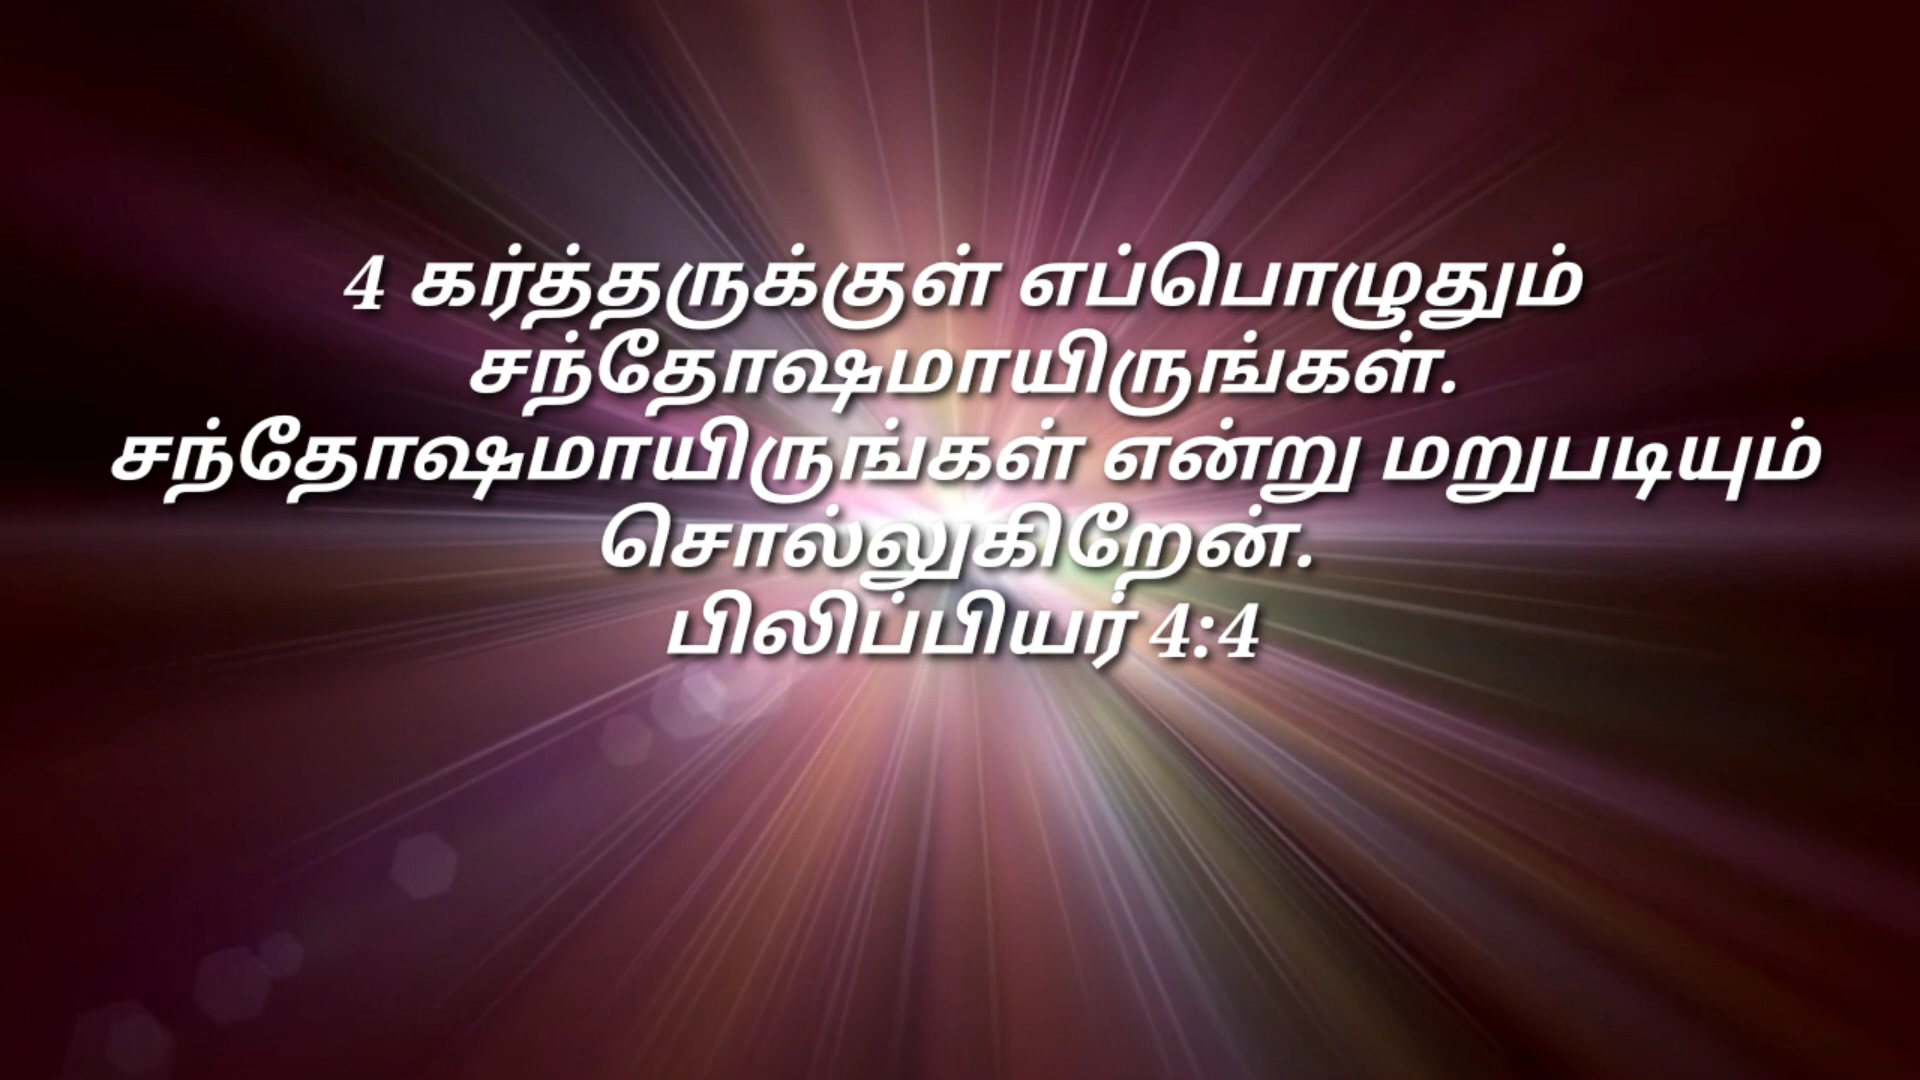 4 கர்த்தருக்குள் எப்பொழுதும்
சந்தோஷமாயிருங்கள்.
சந்தோஷமாயிருங்கள் என்று மறுபடியும்
சொல்லுகிறேன்.
பிலிப்பியர் 4:4